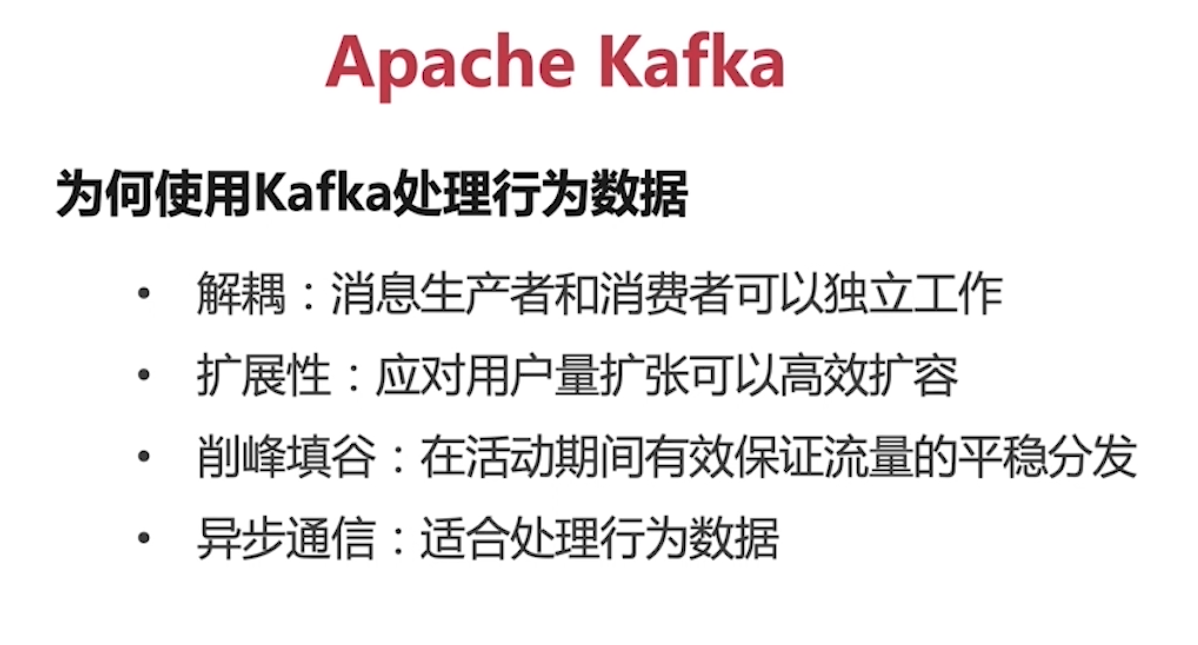 Apache Kafka
为何使用Kafka处理行为数据
• 解耦：消息生产者和消费者可以独立工作
• 扩展性：应对用户量扩张可以高效扩容
• 削峰填谷：在活动期间有效保证流量的平稳分发
• 异步通信：适合处理行为数据